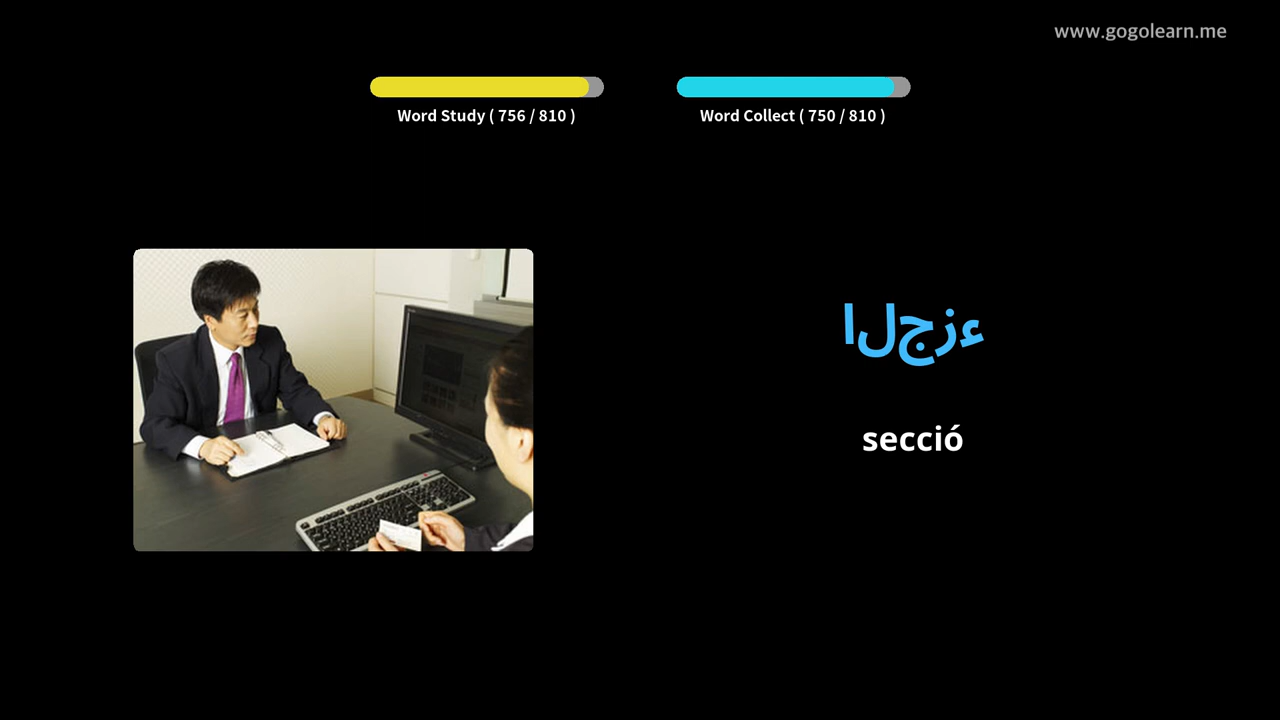 www.gogolearn.me
Word Study ( 756 / 810 )
Word Collect ( 750 / 810 )
الجزء
secció